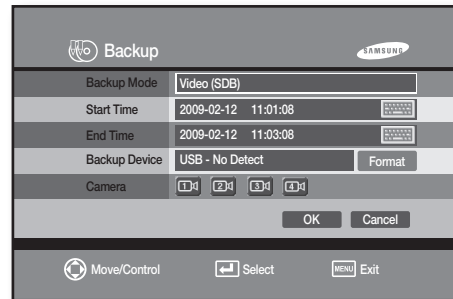 Backup
SAMSUNG
Backup Mode Video (SDB)
Start Time 2009-02-12 11:01:08
End Time 2009-02-12 11:03:08
Backup Device USB - No Detect Format
Camera 1 2 3 4
OK Cancel
Move/Control Select MENU Exit